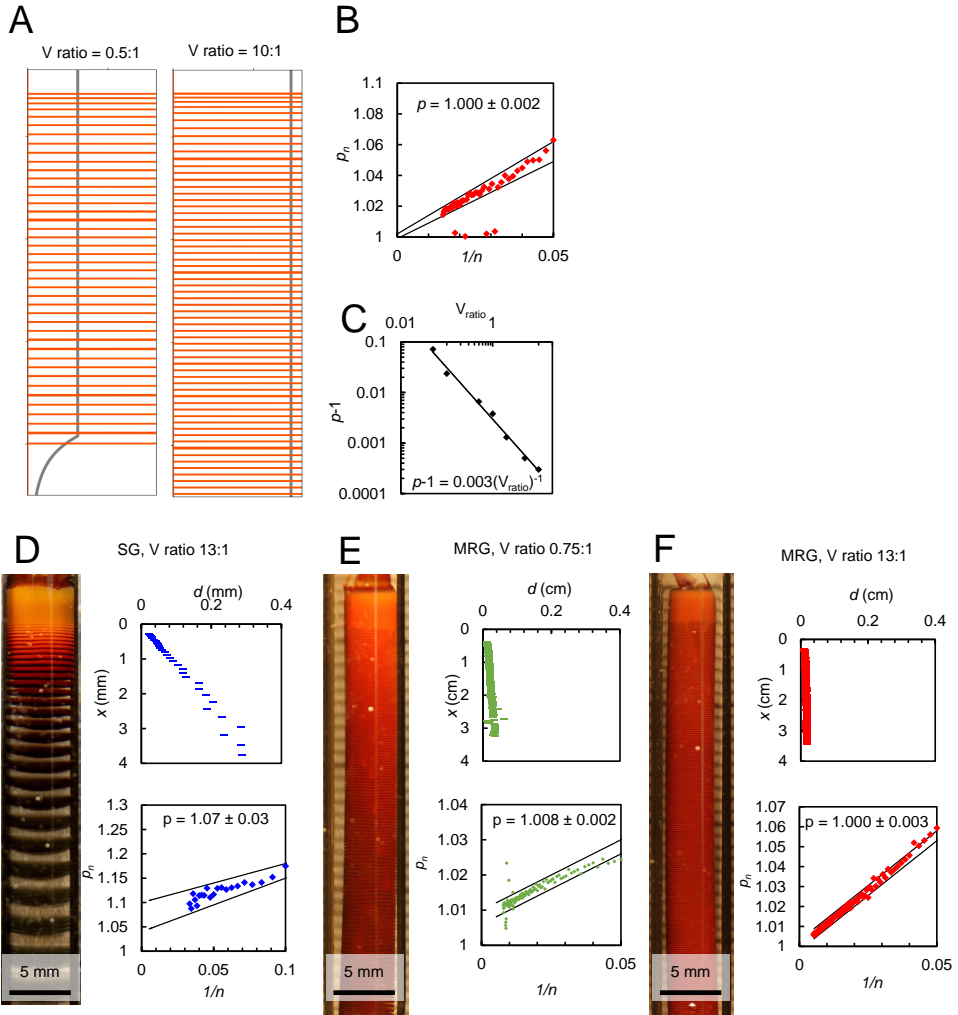 A
V ratio = 0.5:1
V ratio = 10:1
B
1.1
1.08
1.06
1.04
1.02
1
pn
p = 1.000 ± 0.002
0
0.05
1/n
C
Vratio
0.01
1
0.1
0.01
0.001
0.0001
p-1
p-1 = 0.003(Vratio)-1
D
SG, V ratio 13:1
d (mm)
0
0.2
0.4
0
1
2
3
4
x (mm)
1.3
1.25
1.2
1.15
1.1
1.05
1
pn
p = 1.07 ± 0.03
0
0.05
0.1
1/n
5 mm
E
MRG, V ratio 0.75:1
d (cm)
0
0.2
0.4
0
1
2
3
4
x (cm)
1.04
1.03
1.02
1.01
1
pn
p = 1.008 ± 0.002
0
0.05
1/n
5 mm
F
MRG, V ratio 13:1
d (cm)
0
0.2
0.4
0
1
2
3
4
x (cm)
1.07
1.06
1.05
1.04
1.03
1.02
1.01
1
pn
p = 1.000 ± 0.003
0
0.05
1/n
5 mm